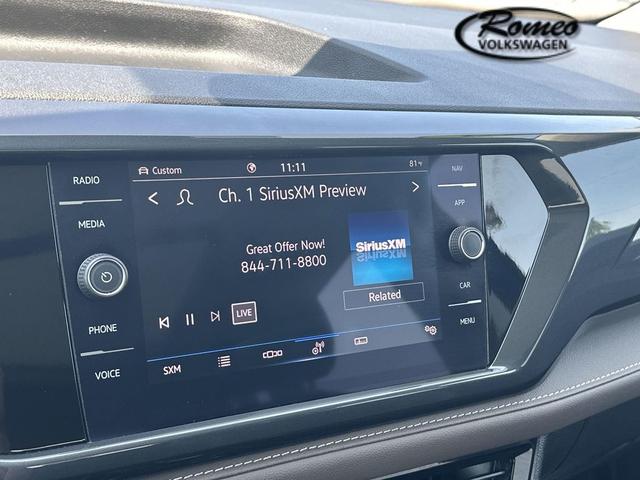 Romeo
VOLKSWAGEN
RADIO
MEDIA
PHONE
VOICE
Custom
11:11
81°F
Ch. 1 SiriusXM Preview
Great Offer Now!
844-711-8800
SiriusXM
Related
LIVE
SXM
NAV
APP
CAR
MENU